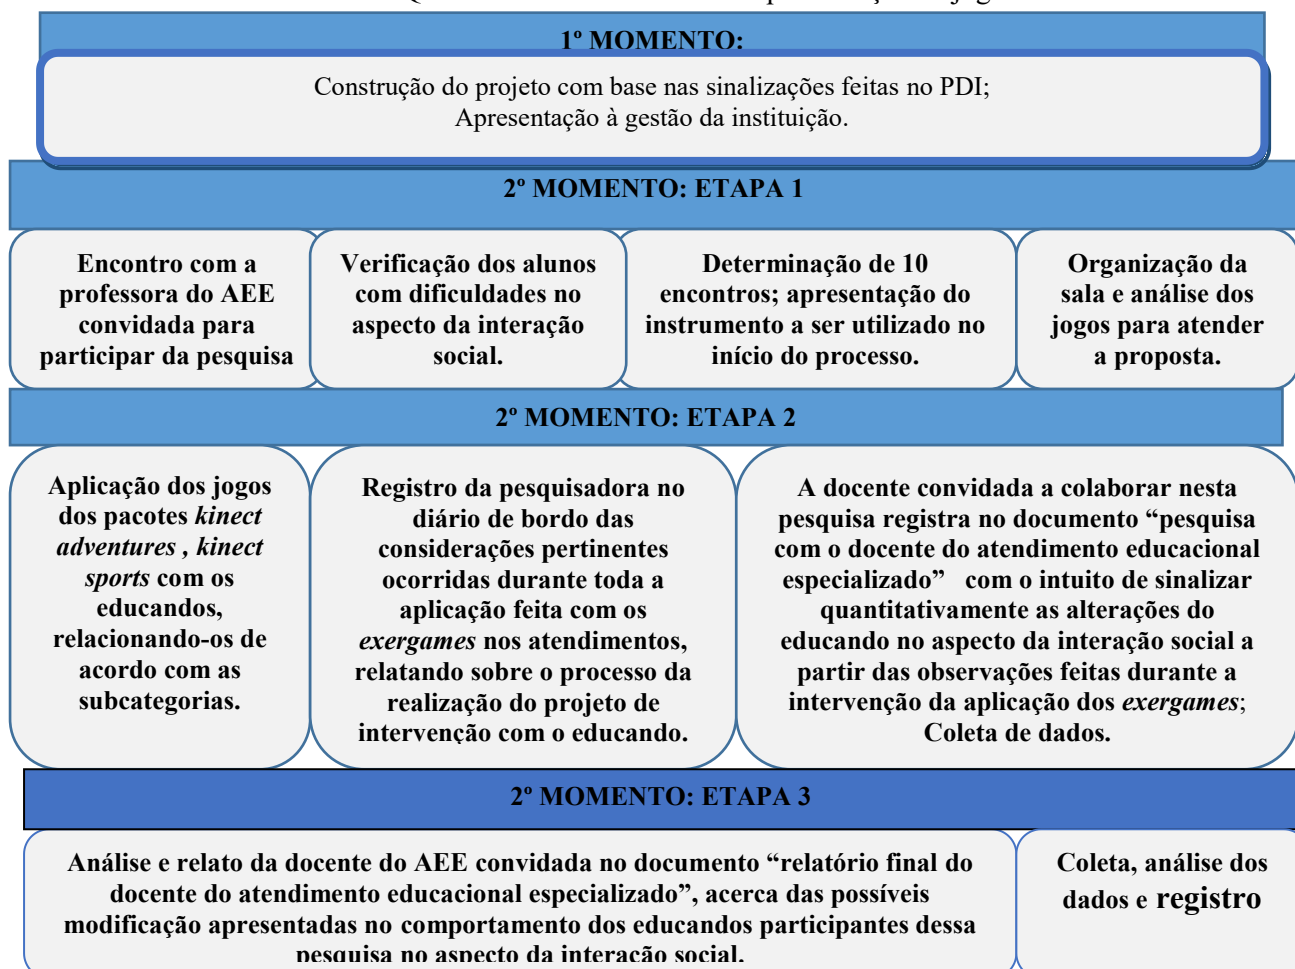 1º MOMENTO:
Construção do projeto com base nas sinalizações feitas no PDI;
Apresentação à gestão da instituição.
2º MOMENTO: ETAPA 1
Encontro com a
professora do AEE
convidada para
participar da pesquisa
Verificação dos alunos
com dificuldades no
aspecto da interação
social.
Determinação de 10
encontros; apresentação do
instrumento a ser utilizado no
início do processo.
Organização da
sala e análise dos
jogos para atender
a proposta.
2º MOMENTO: ETAPA 2
Aplicação dos jogos
dos pacotes kinect
adventures , kinect
sports com os
educandos,
relacionando-os de
acordo com as
subcategorias.
Registro da pesquisadora no
diário de bordo das
considerações pertinentes
ocorridas durante toda a
aplicação feita com os
exergames nos atendimentos,
relatando sobre o processo da
realização do projeto de
intervenção com o educando.
A docente convidada a colaborar nesta
pesquisa registra no documento “pesquisa
com o docente do atendimento educacional
especializado” com o intuito de sinalizar
quantitativamente as alterações do
educando no aspecto da interação social a
partir das observações feitas durante a
intervenção da aplicação dos exergames;
Coleta de dados.
2º MOMENTO: ETAPA 3
Análise e relato da docente do AEE convidada no documento “relatório final do
docente do atendimento educacional especializado”, acerca das possíveis
modificação apresentadas no comportamento dos educandos participantes dessa
pesquisa no aspecto da interação social.
Coleta, análise dos
dados e registro